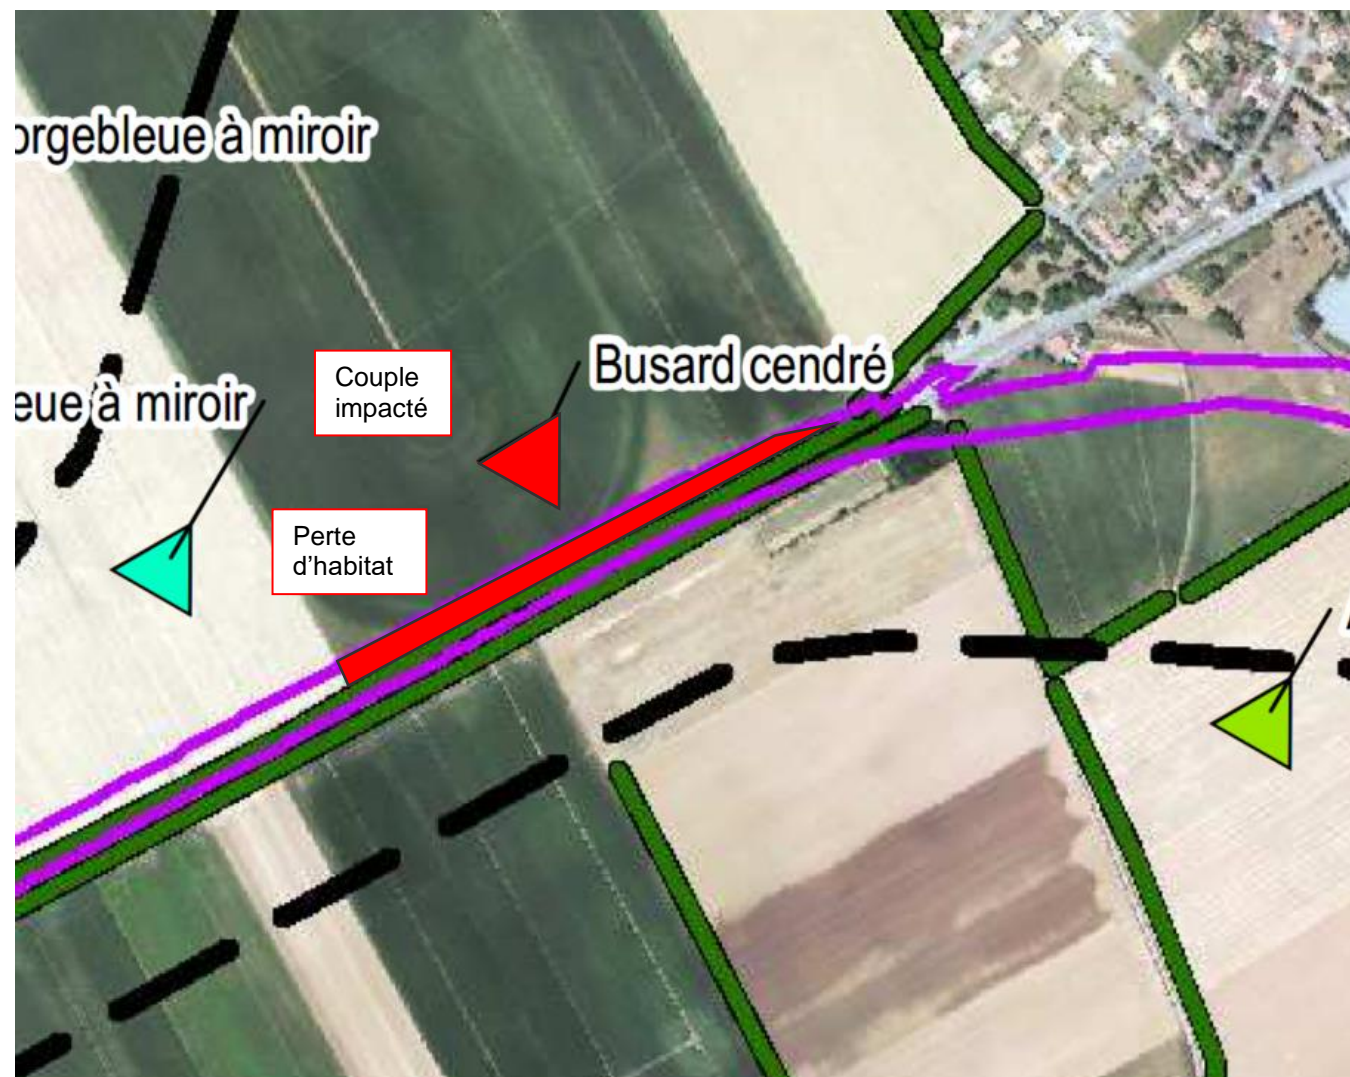 orgebleue à miroir
Busard cendré
Couple
impacté
eue à miroir
Perte
d'habitat